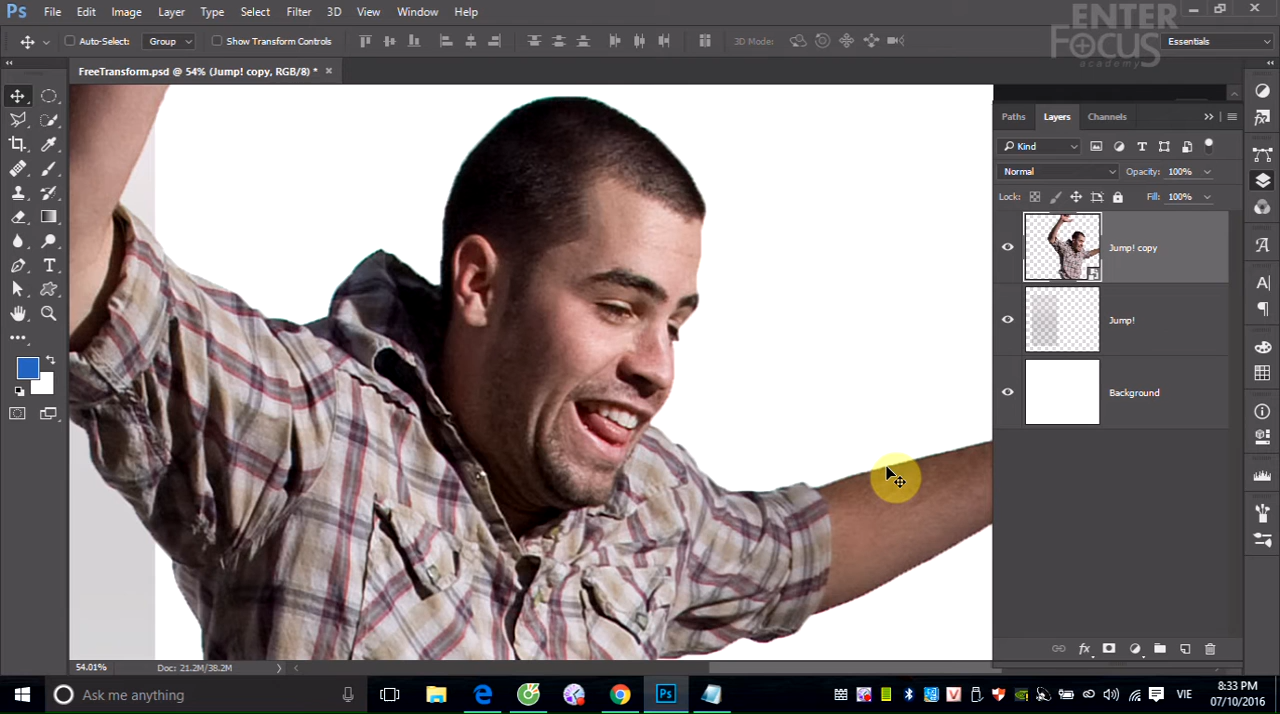 Ps File Edit Image Layer Type Select Filter 3D View Window Help
ENTER
FOCUS
academy
Auto-Select: Group Show Transform Controls 3D Mode: Essentials
FreeTransform.psd @ 54% (Jump! copy, RGB/8) *
Paths Layers Channels
Kind
Normal Opacity: 100%
Lock: Fill: 100%
Jump! copy
Jump!
Background
54.01% Doc: 21.2M/38.2M
Ask me anything
Ps
VIE
8:33 PM
07/10/2016